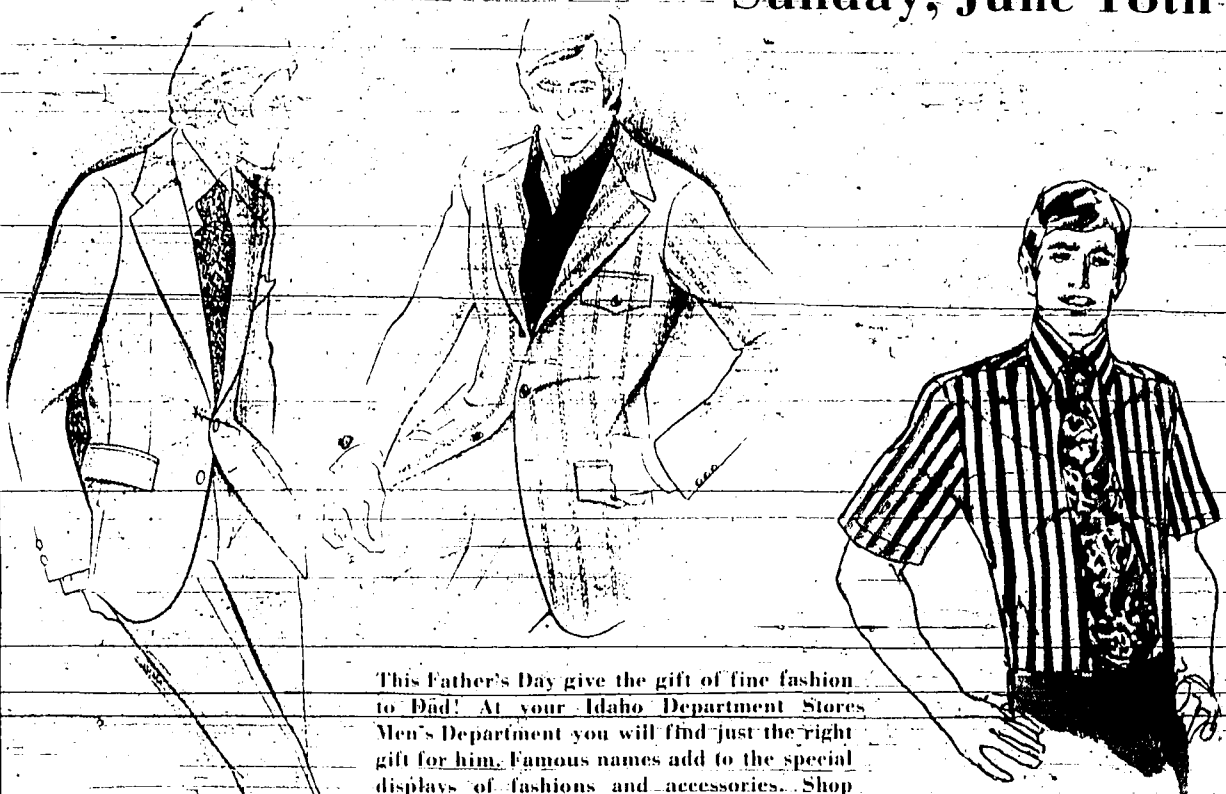 Sunday, June 18th
This Father's Day give the gift of fine fashion
to Dad! At your Idaho Department Stores
Men's Department you will find just the right
gift for him. Famous names add to the special
displays of fashions and accessories. Shop